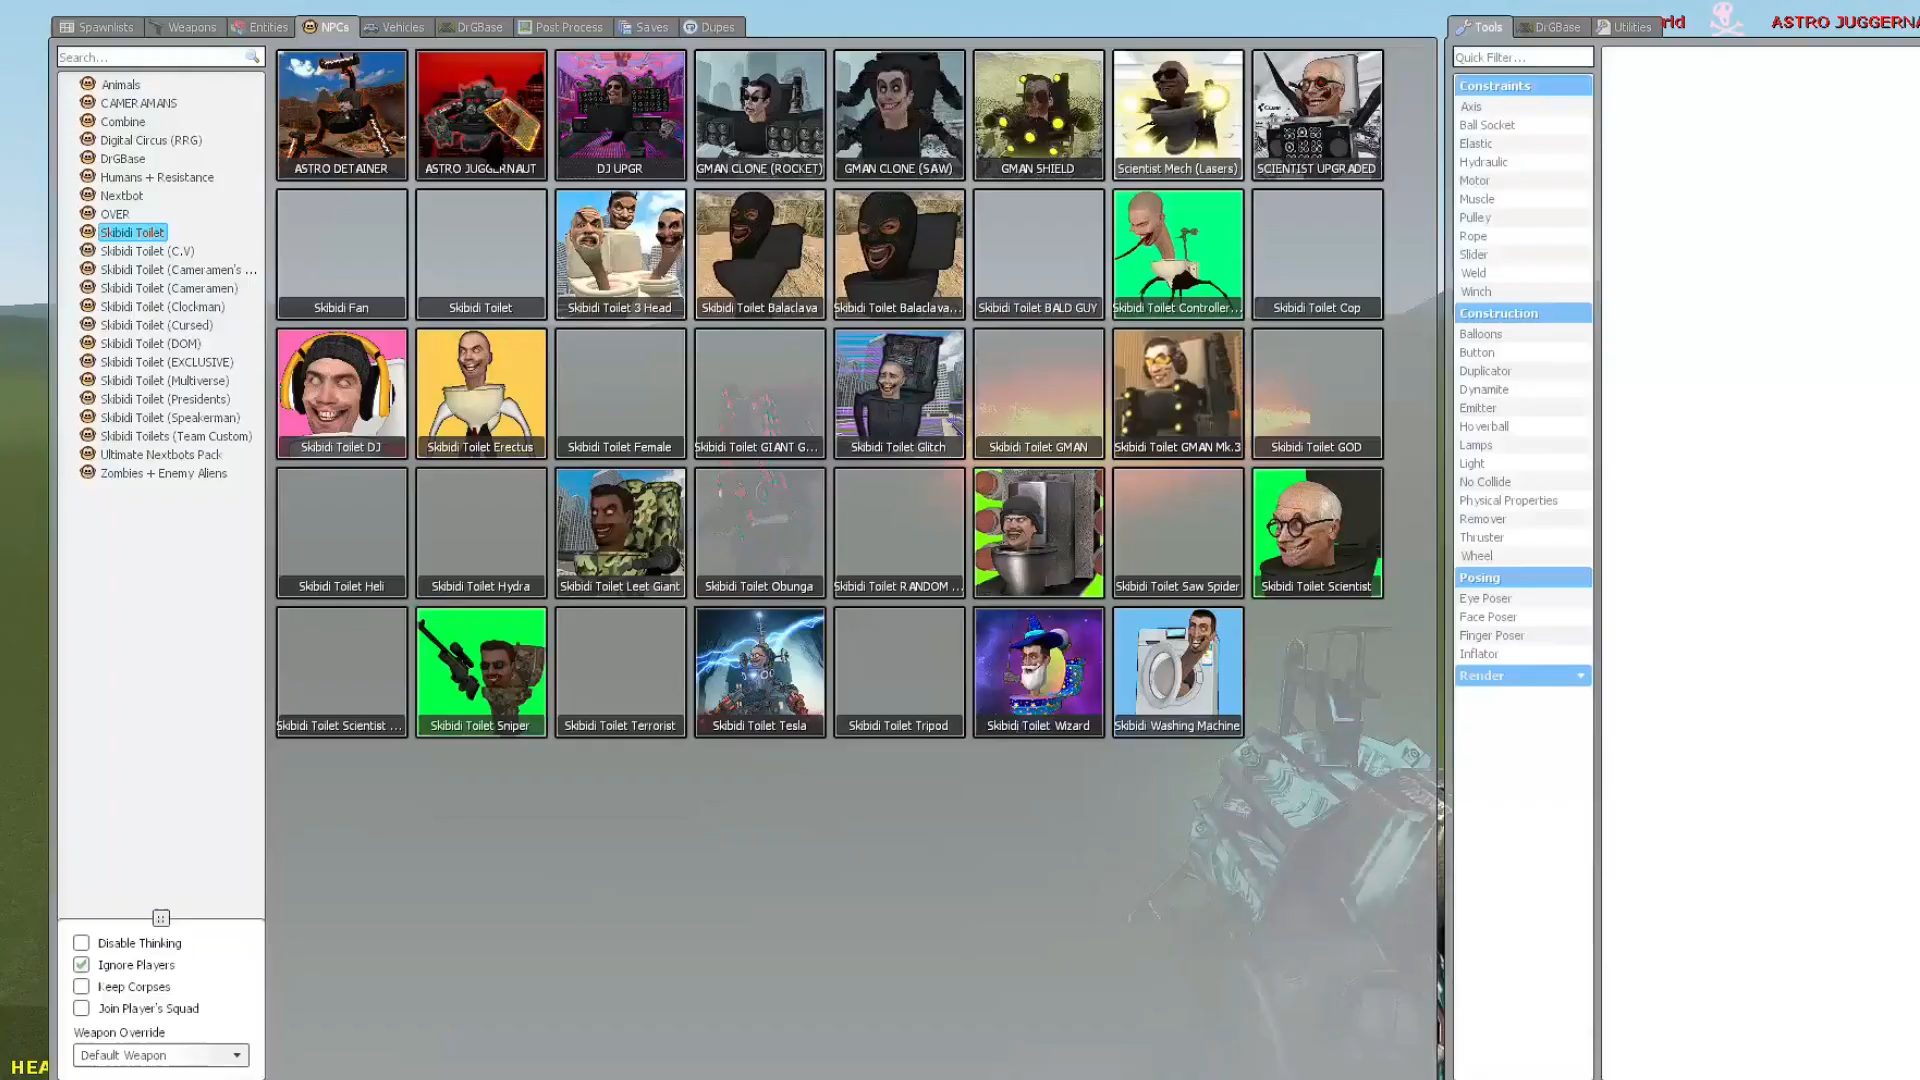 Spawnlists Weapons Entities NPCs Vehicles DrGBase Post Process Saves Dupes
Tools DrGBase Utilities rld ASTRO JUGGERNA
Search...
Animals
CAMERAMANS
Combine
Digital Circus (RRG)
DrGBase
Humans + Resistance
Nextbot
OVER
Skibidi Toilet
Skibidi Toilet (C.V)
Skibidi Toilet (Cameramen's ...
Skibidi Toilet (Cameramen)
Skibidi Toilet (Clockman)
Skibidi Toilet (Cursed)
Skibidi Toilet (DOM)
Skibidi Toilet (EXCLUSIVE)
Skibidi Toilet (Multiverse)
Skibidi Toilet (Presidents)
Skibidi Toilet (Speakerman)
Skibidi Toilets (Team Custom)
Ultimate Nextbots Pack
Zombies + Enemy Aliens
Disable Thinking
Ignore Players
Keep Corpses
Join Player's Squad
Weapon Override
Default Weapon
HEA
ASTRO DETAINER ASTRO JUGGERNAUT DJ UPGR GMAN CLONE (ROCKET) GMAN CLONE (SAW) GMAN SHIELD Scientist Mech (Lasers) SCIENTIST UPGRADED
Skibidi Fan Skibidi Toilet Skibidi Toilet 3 Head Skibidi Toilet Balaclava Skibidi Toilet Balaclava... Skibidi Toilet BALD GUY Skibidi Toilet Controller... Skibidi Toilet Cop
Skibidi Toilet DJ Skibidi Toilet Erectus Skibidi Toilet Female Skibidi Toilet GIANT G... Skibidi Toilet Glitch Skibidi Toilet GMAN Skibidi Toilet GMAN Mk.3 Skibidi Toilet GOD
Skibidi Toilet Heli Skibidi Toilet Hydra Skibidi Toilet Leet Giant Skibidi Toilet Obunga Skibidi Toilet RANDOM ... Skibidi Toilet Saw Spider Skibidi Toilet Scientist
Skibidi Toilet Scientist ... Skibidi Toilet Sniper Skibidi Toilet Terrorist Skibidi Toilet Tesla Skibidi Toilet Tripod Skibidi Toilet Wizard Skibidi Washing Machine
Quick Filter...
Constraints
Axis
Ball Socket
Elastic
Hydraulic
Motor
Muscle
Pulley
Rope
Slider
Weld
Winch
Construction
Balloons
Button
Duplicator
Dynamite
Emitter
Hoverball
Lamps
Light
No Collide
Physical Properties
Remover
Thruster
Wheel
Posing
Eye Poser
Face Poser
Finger Poser
Inflator
Render